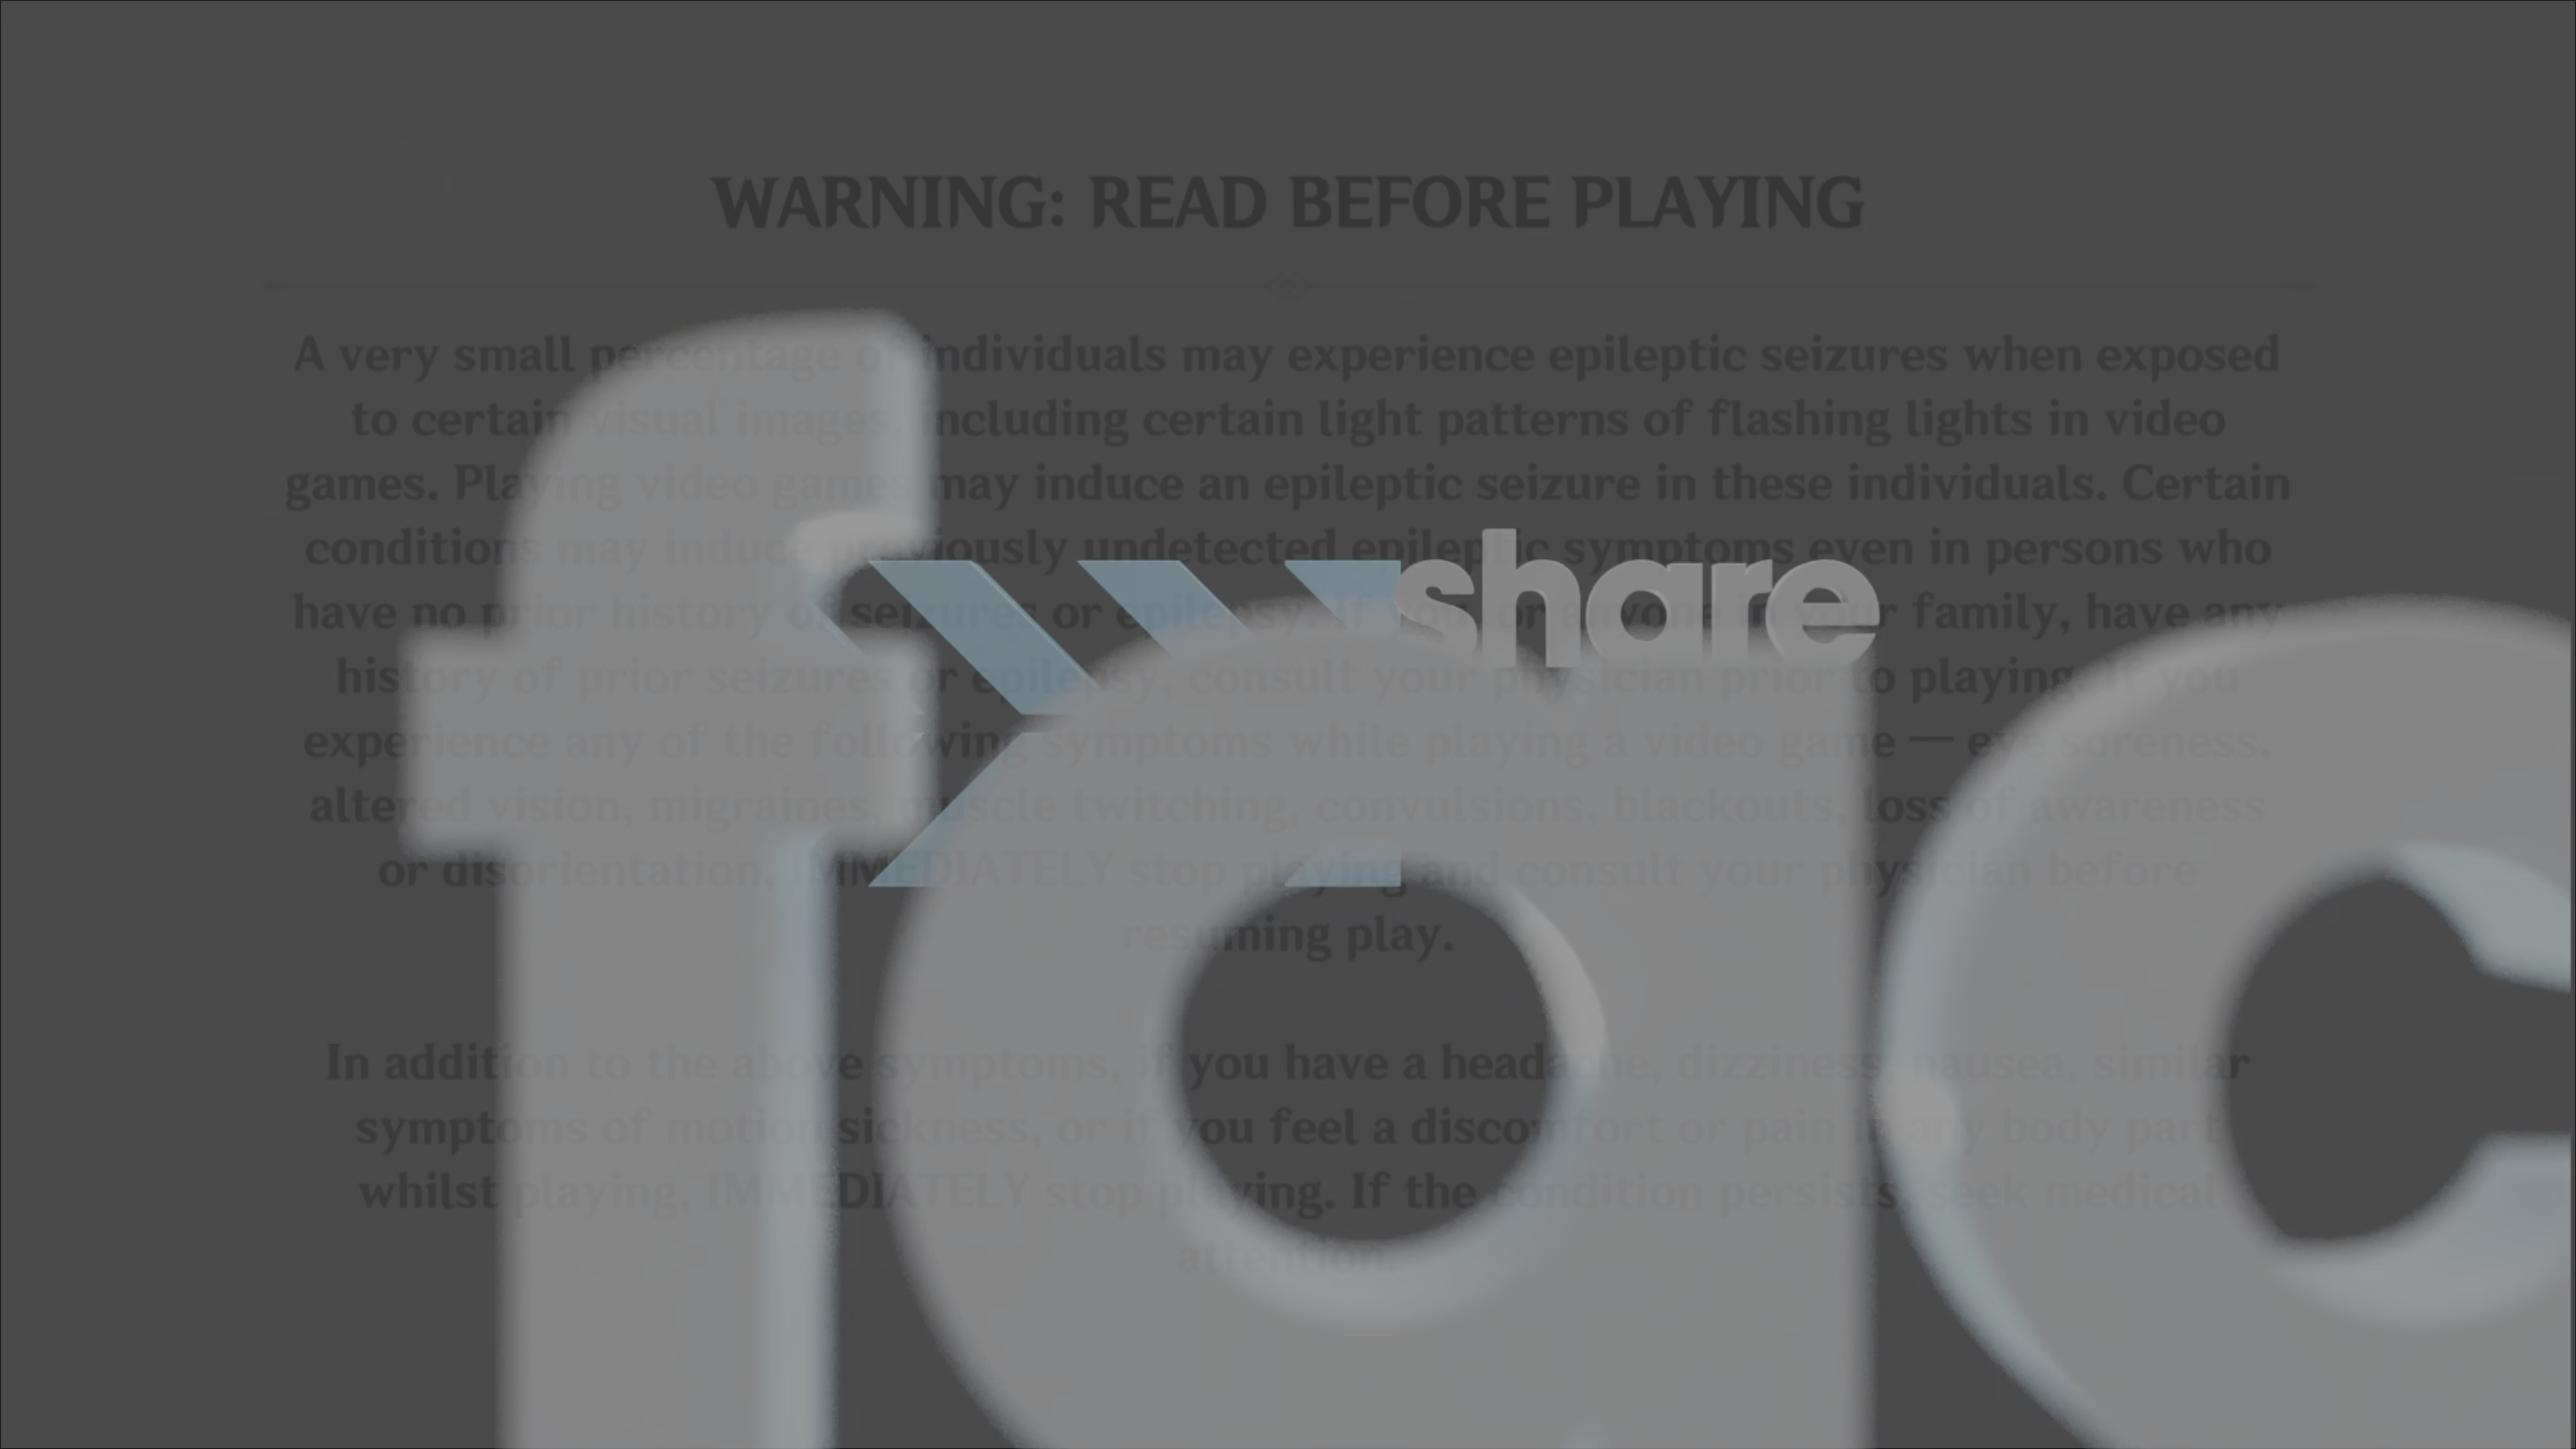 WARNING: READ BEFORE PLAYING
A very small percentage of individuals may experience epileptic seizures when exposed
to certain visual images, including certain light patterns of flashing lights in video
games. Playing video games may induce an epileptic seizure in these individuals. Certain
conditions may induce previously undetected epileptic symptoms even in persons who
share
have no prior history of seizures or epilepsy. If you, or anyone in your family, have any
history of prior seizures or epilepsy, consult your physician prior to playing. If you
experience any of the following symptoms while playing a video game — eye soreness,
altered vision, migraines, muscle twitching, convulsions, blackouts, loss of awareness
or disorientation, IMMEDIATELY stop playing and consult your physician before
resuming play.
fac
In addition to the above symptoms, if you have a headache, dizziness, nausea, similar
symptoms of motion sickness, or if you feel a discomfort or pain in any body part
whilst playing, IMMEDIATELY stop playing. If the condition persists, seek medical
attention.